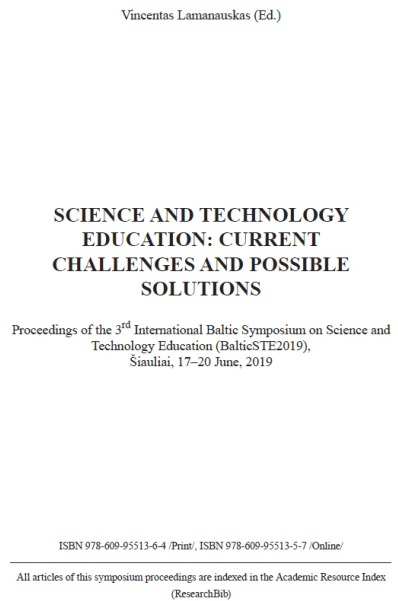 Vincentas Lamanauskas (Ed.)
SCIENCE AND TECHNOLOGY
EDUCATION: CURRENT
CHALLENGES AND POSSIBLE
SOLUTIONS
Proceedings of the 3rd International Baltic Symposium on Science and
Technology Education (BalticSTE2019),
Šiauliai, 17–20 June, 2019
ISBN 978-609-95513-6-4 /Print/, ISBN 978-609-95513-5-7 /Online/
All articles of this symposium proceedings are indexed in the Academic Resource Index
(ResearchBib)